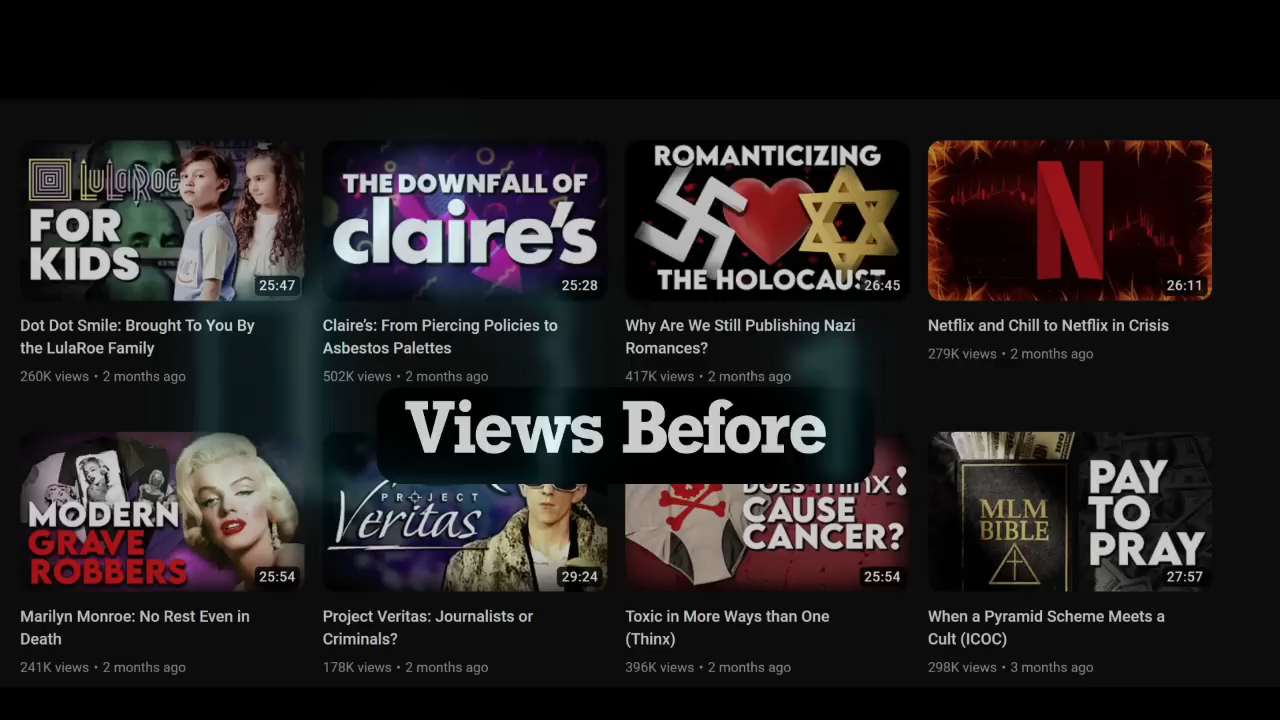 LulaRoe
FOR
KIDS
25:47
THE DOWNFALL OF
claire's
25:28
ROMANTICIZING
THE HOLOCAUST
26:45
N
26:11
Dot Dot Smile: Brought To You By
the LulaRoe Family
260K views • 2 months ago
Claire's: From Piercing Policies to
Asbestos Palettes
502K views • 2 months ago
Why Are We Still Publishing Nazi
Romances?
417K views • 2 months ago
Netflix and Chill to Netflix in Crisis
279K views • 2 months ago
Views Before
MODERN
GRAVE
ROBBERS
25:54
PROJECT
Veritas
29:24
DOES Thinx
CAUSE
CANCER?
25:54
MLM
BIBLE
PAY
TO
PRAY
27:57
Marilyn Monroe: No Rest Even in
Death
241K views • 2 months ago
Project Veritas: Journalists or
Criminals?
178K views • 2 months ago
Toxic in More Ways than One
(Thinx)
396K views • 2 months ago
When a Pyramid Scheme Meets a
Cult (ICOC)
298K views • 3 months ago